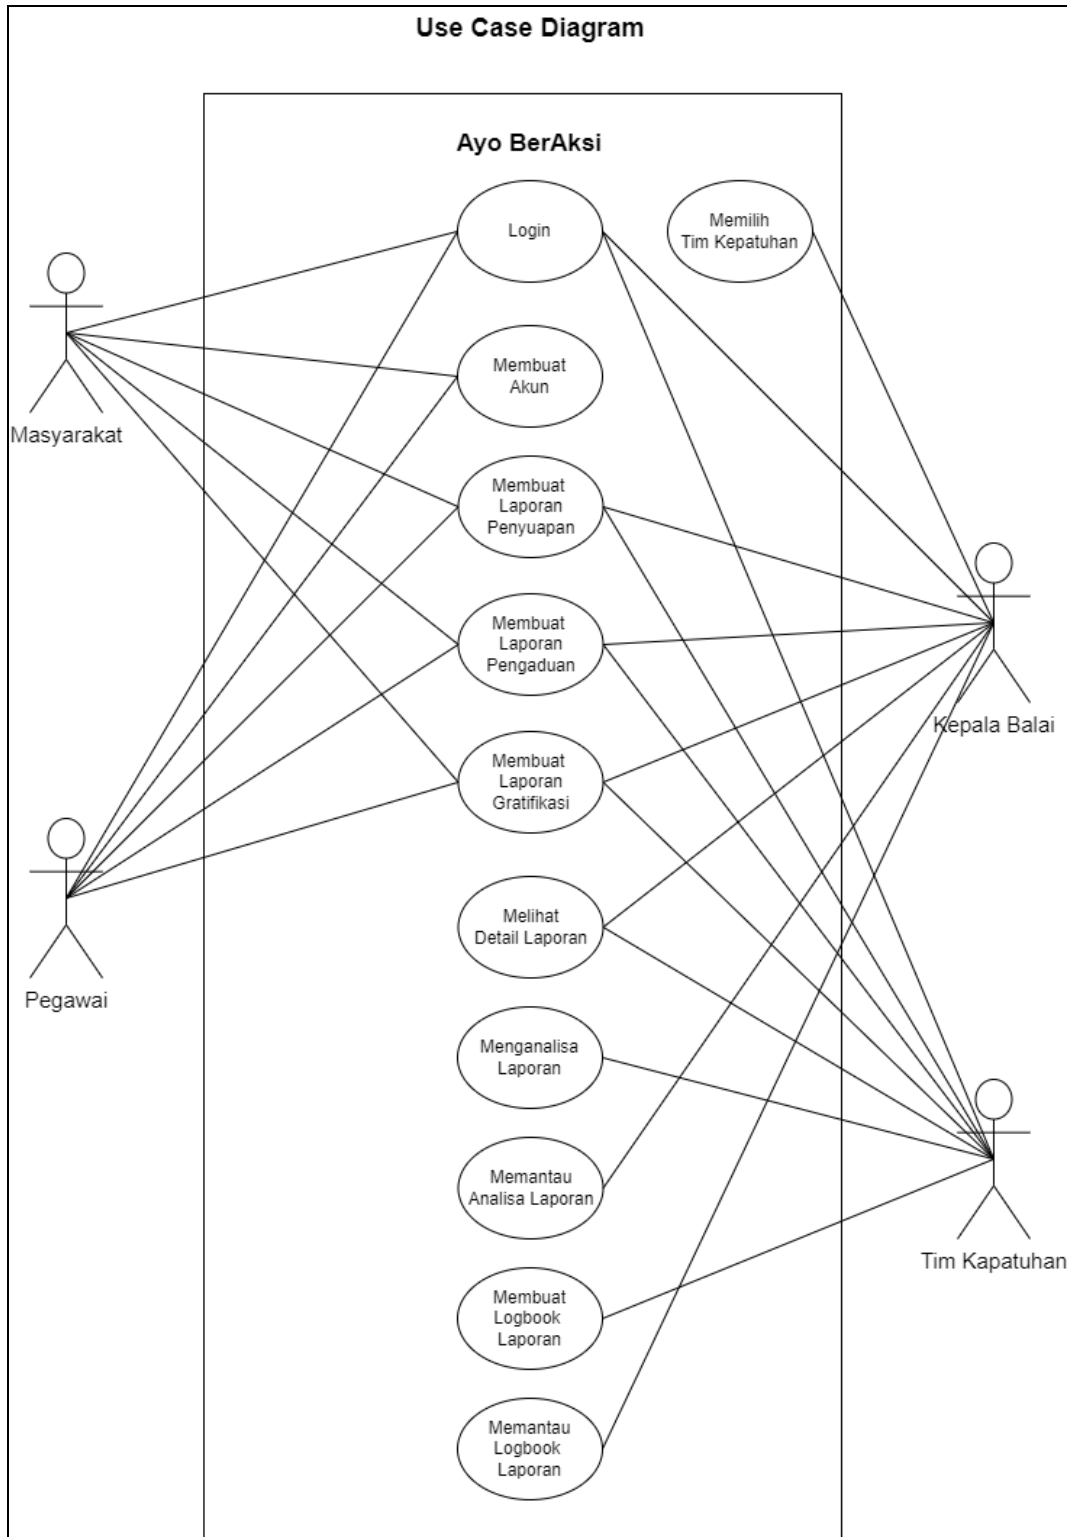 Use Case Diagram
Ayo BerAksi
Login
Memilih
Tim Kepatuhan
Membuat
Akun
Masyarakat
Membuat
Laporan
Penyuapan
Membuat
Laporan
Pengaduan
Kepala Balai
Membuat
Laporan
Gratifikasi
Melihat
Detail Laporan
Pegawai
Menganalisa
Laporan
Memantau
Analisa Laporan
Tim Kapatuhan
Membuat
Logbook
Laporan
Memantau
Logbook
Laporan